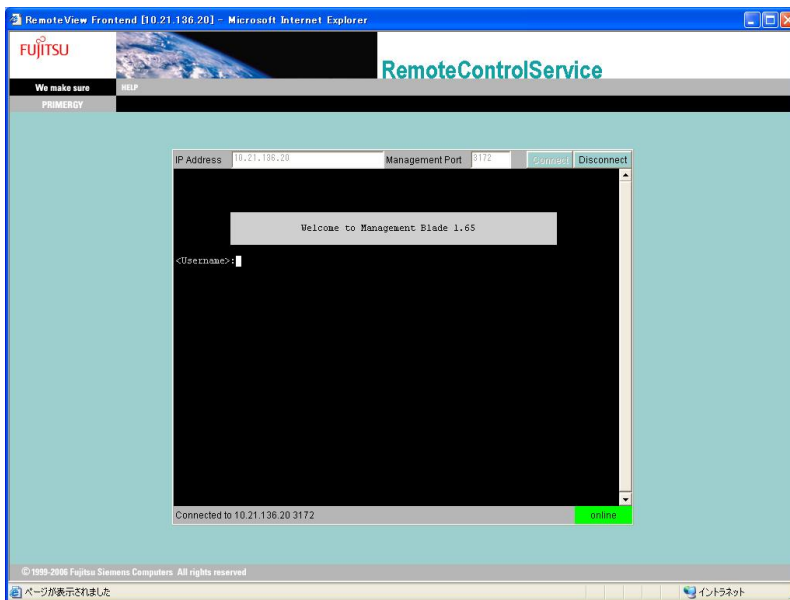 RemoteView Frontend [10.21.136.20] - Microsoft Internet Explorer
FUJITSU
RemoteControlService
We make sure
HELP
PRIMERGY
IP Address 10.21.136.20 Management Port 3172 Connect Disconnect
Welcome to Management Blade 1.65
<Username>:
Connected to 10.21.136.20 3172 online
© 1999-2006 Fujitsu Siemens Computers All rights reserved
ページが表示されました イントラネット